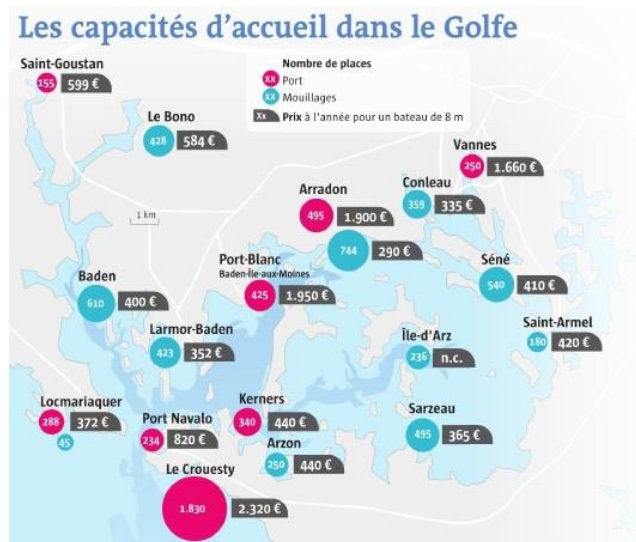 Les capacités d'accueil dans le Golfe
Saint-Goustan
155 599 €
Nombre de places
XX Port
XX Mouillages
Xx Prix à l'année pour un bateau de 8 m
Le Bono
428 584 €
Vannes
250 1.660 €
Conleau
359 335 €
Arradon
495 1.900 €
744 290 €
1 km
Port-Blanc
Baden-Île-aux-Moines
425 1.950 €
Séné
540 410 €
Baden
610 400 €
Larmor-Baden
423 352 €
Île-d'Arz
236 n.c.
Saint-Armel
180 420 €
Locmariaquer
288 372 €
45
Port Navalo
234 820 €
Kerners
340 440 €
Arzon
250 440 €
Sarzeau
495 365 €
Le Crouesty
1.830 2.320 €